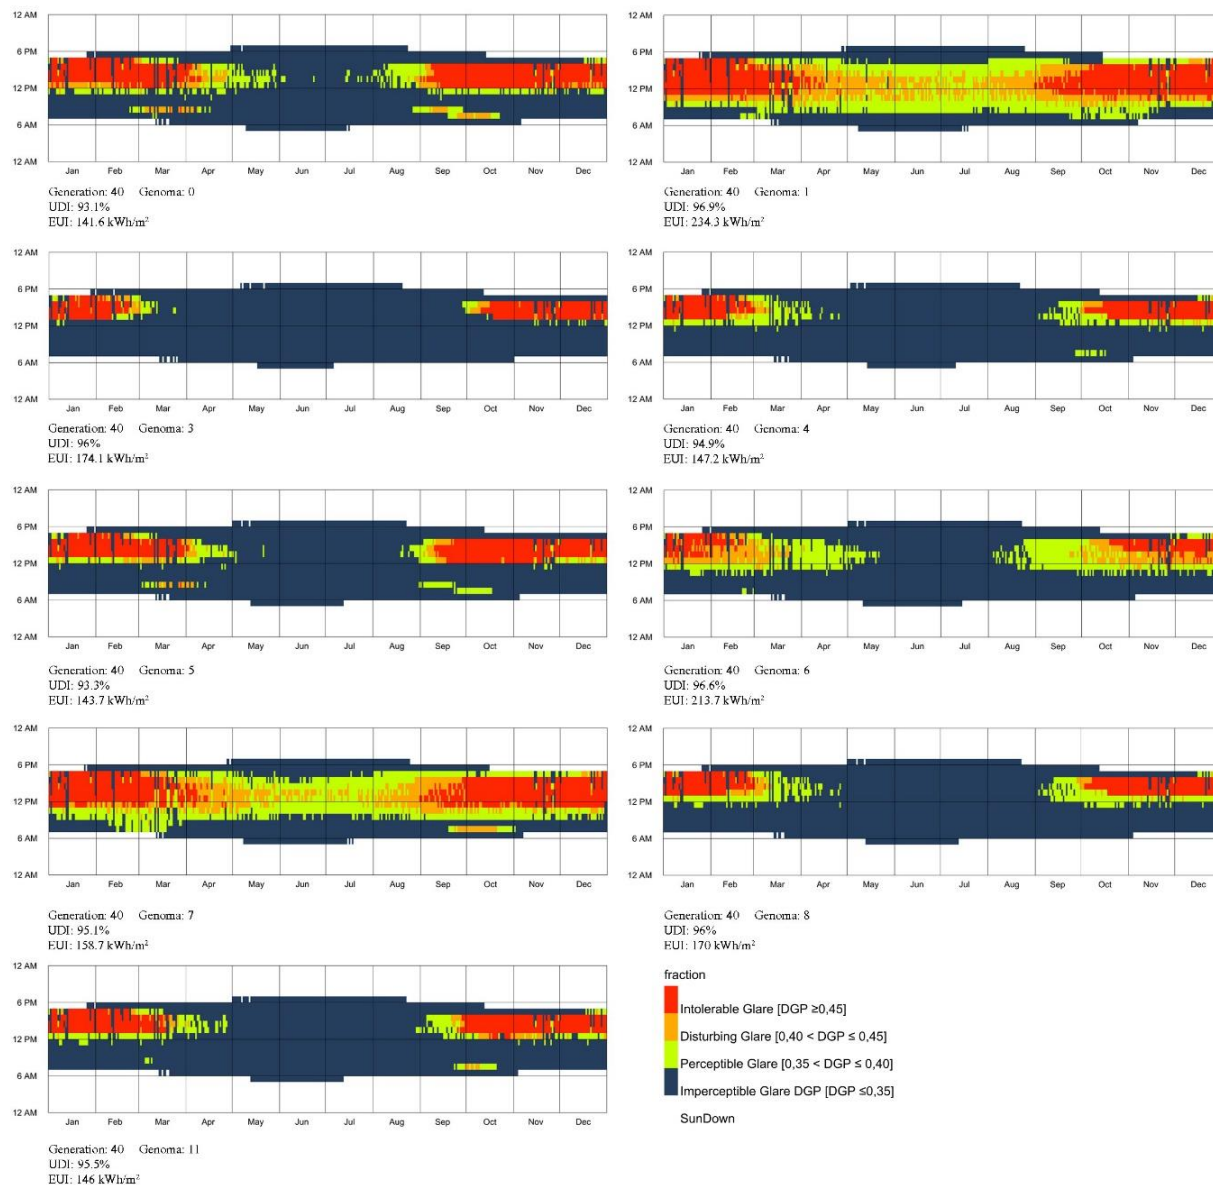 12 AM
6 PM
12 PM
6 AM
12 AM
Jan Feb Mar Apr May Jun Jul Aug Sep Oct Nov Dec
Generation: 40 Genoma: 0
UDI: 93.1%
EUI: 141.6 kWh/m²
12 AM
6 PM
12 PM
6 AM
12 AM
Jan Feb Mar Apr May Jun Jul Aug Sep Oct Nov Dec
Generation: 40 Genoma: 1
UDI: 96.9%
EUI: 234.3 kWh/m²
12 AM
6 PM
12 PM
6 AM
12 AM
Jan Feb Mar Apr May Jun Jul Aug Sep Oct Nov Dec
Generation: 40 Genoma: 3
UDI: 96%
EUI: 174.1 kWh/m²
12 AM
6 PM
12 PM
6 AM
12 AM
Jan Feb Mar Apr May Jun Jul Aug Sep Oct Nov Dec
Generation: 40 Genoma: 4
UDI: 94.9%
EUI: 147.2 kWh/m²
12 AM
6 PM
12 PM
6 AM
12 AM
Jan Feb Mar Apr May Jun Jul Aug Sep Oct Nov Dec
Generation: 40 Genoma: 5
UDI: 93.3%
EUI: 143.7 kWh/m²
12 AM
6 PM
12 PM
6 AM
12 AM
Jan Feb Mar Apr May Jun Jul Aug Sep Oct Nov Dec
Generation: 40 Genoma: 6
UDI: 96.6%
EUI: 213.7 kWh/m²
12 AM
6 PM
12 PM
6 AM
12 AM
Jan Feb Mar Apr May Jun Jul Aug Sep Oct Nov Dec
Generation: 40 Genoma: 7
UDI: 95.1%
EUI: 158.7 kWh/m²
12 AM
6 PM
12 PM
6 AM
12 AM
Jan Feb Mar Apr May Jun Jul Aug Sep Oct Nov Dec
Generation: 40 Genoma: 8
UDI: 96%
EUI: 170 kWh/m²
12 AM
6 PM
12 PM
6 AM
12 AM
Jan Feb Mar Apr May Jun Jul Aug Sep Oct Nov Dec
Generation: 40 Genoma: 11
UDI: 95.5%
EUI: 146 kWh/m²
fraction
Intolerable Glare [DGP ≥0,45]
Disturbing Glare [0,40 < DGP ≤ 0,45]
Perceptible Glare [0,35 < DGP ≤ 0,40]
Imperceptible Glare DGP [DGP ≤0,35]
SunDown